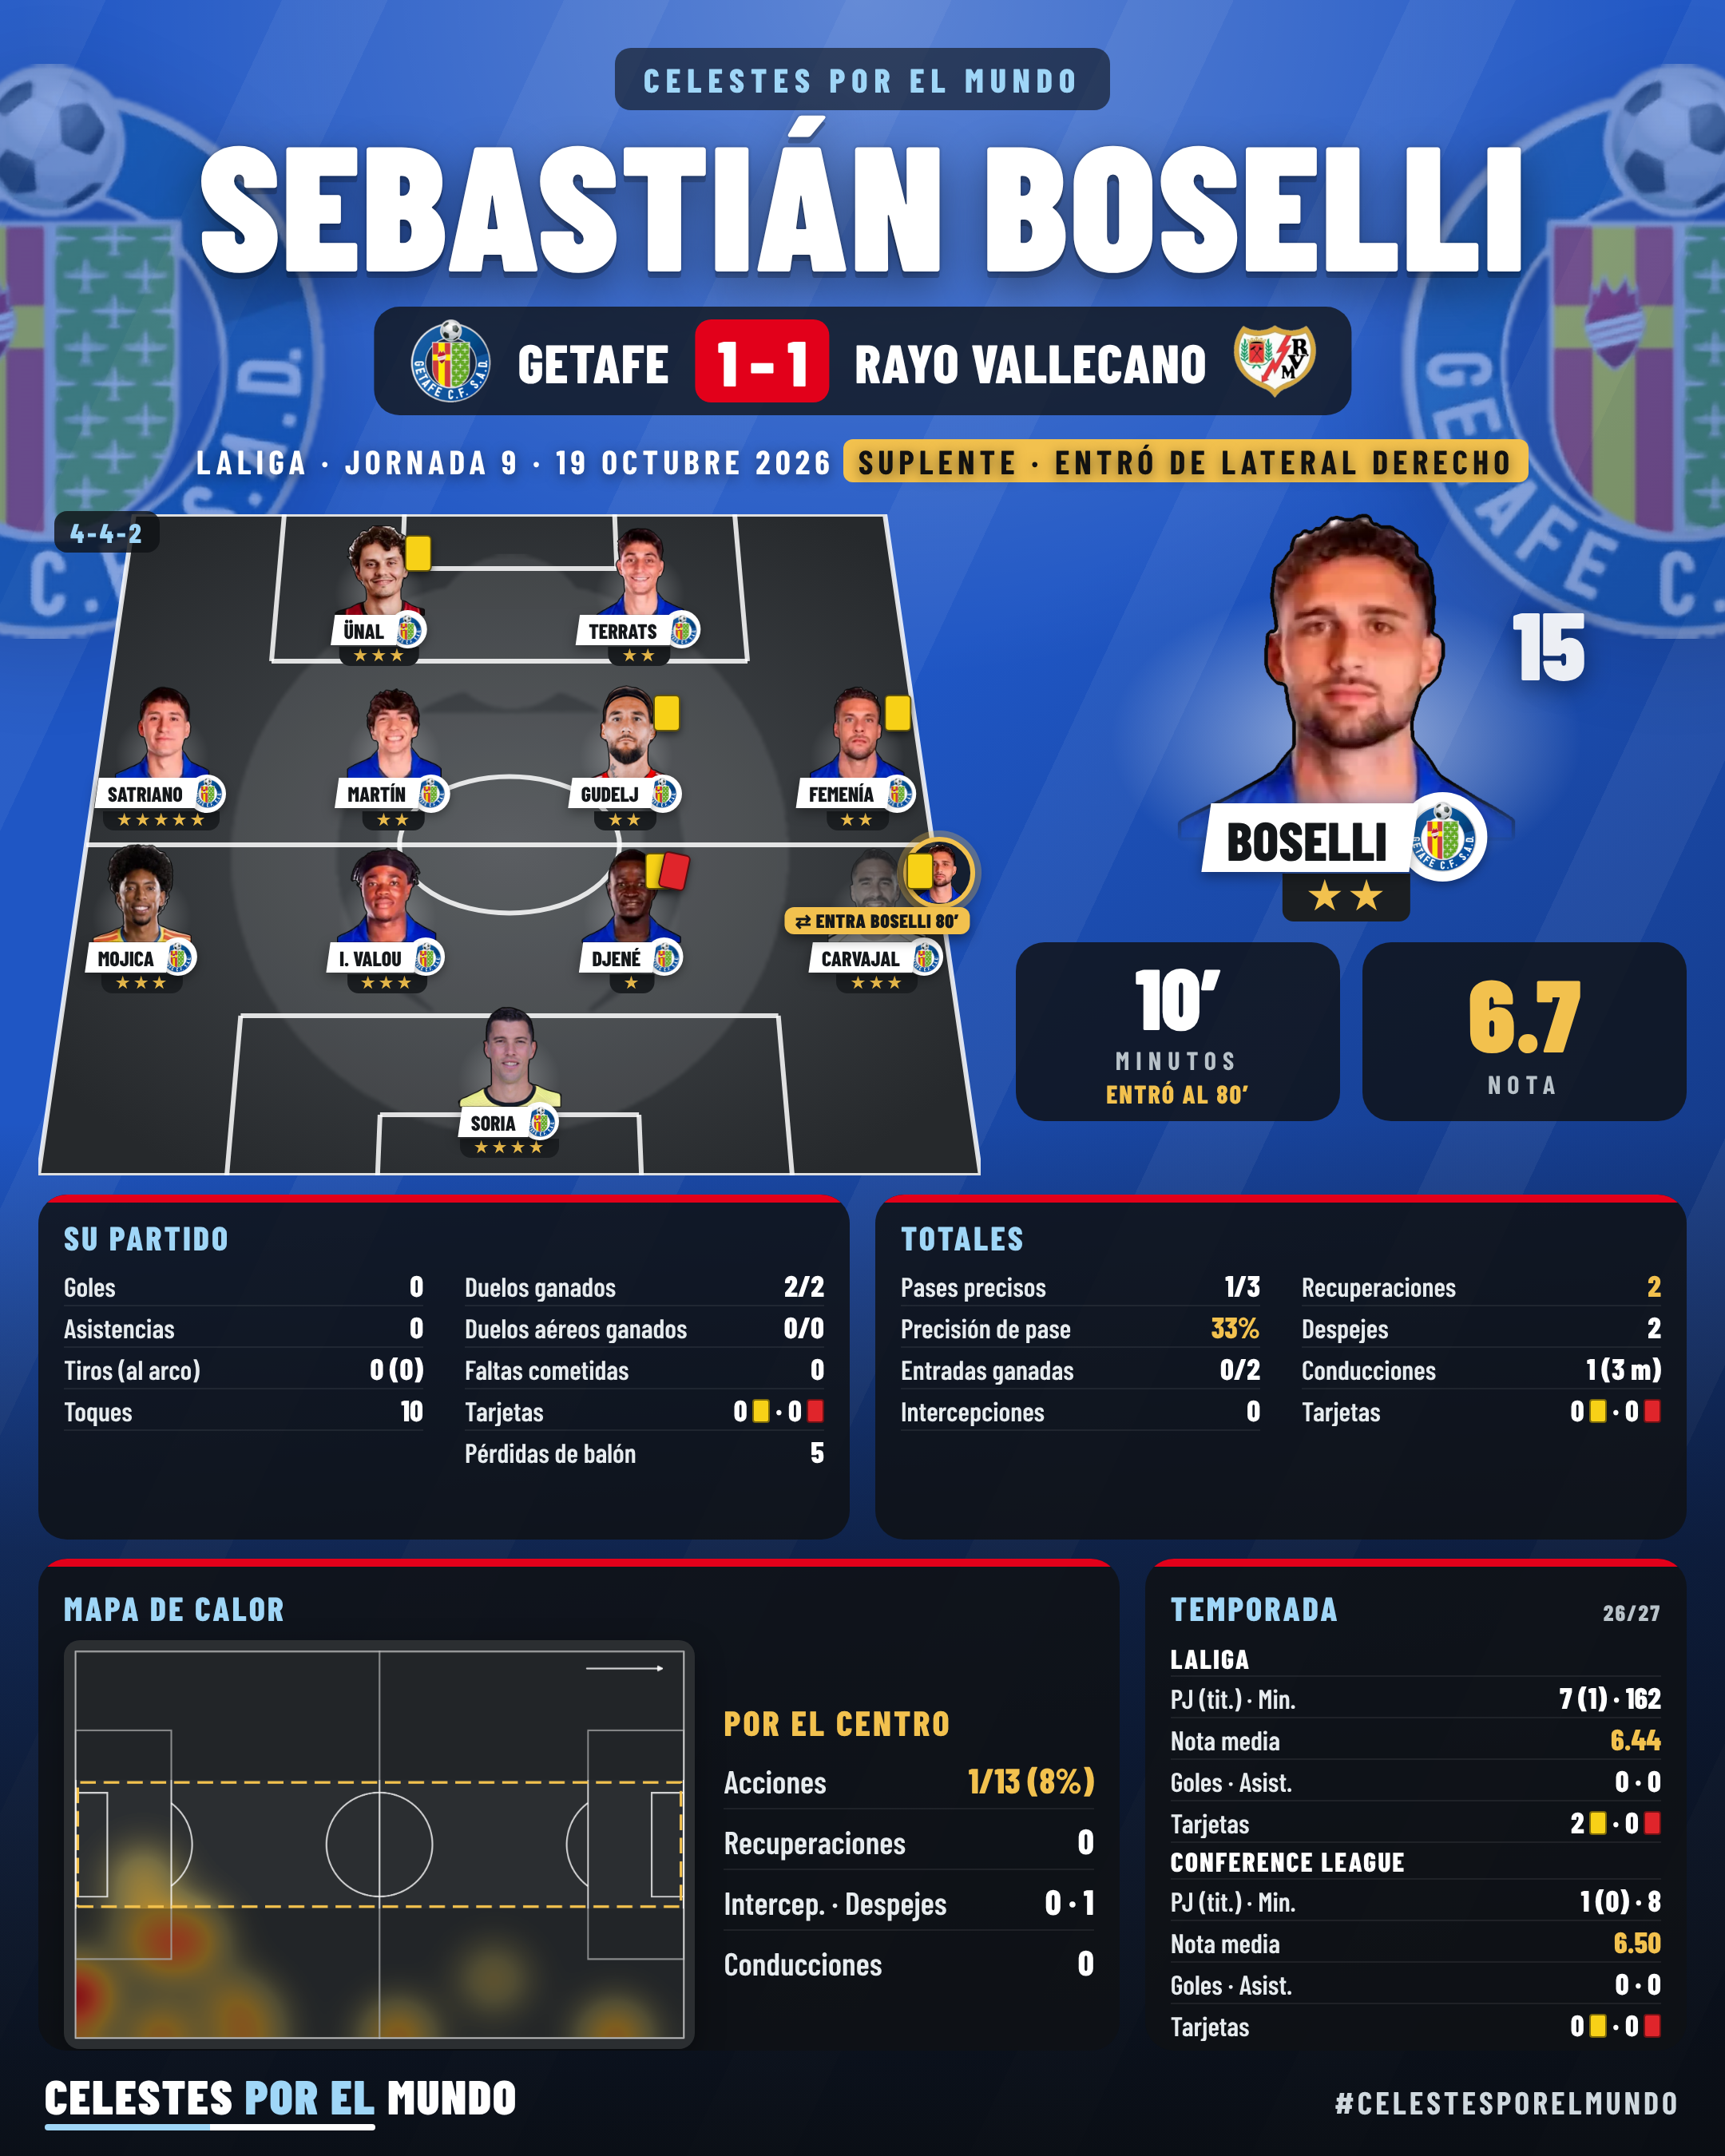 CELESTES POR EL MUNDO
SEBASTIÁN BOSELLI
GETAFE 1-1 RAYO VALLECANO
LALIGA · JORNADA 9 · 19 OCTUBRE 2026 SUPLENTE · ENTRÓ DE LATERAL DERECHO
4-4-2
ÜNAL
TERRATS
SATRIANO
MARTÍN
GUDELJ
FEMENÍA
⇄ ENTRA BOSELLI 80'
MOJICA
I. VALOU
DJENÉ
CARVAJAL
SORIA
15
BOSELLI
10'
MINUTOS
ENTRÓ AL 80'
6.7
NOTA
SU PARTIDO
Goles 0
Asistencias 0
Tiros (al arco) 0 (0)
Toques 10
Duelos ganados 2/2
Duelos aéreos ganados 0/0
Faltas cometidas 0
Tarjetas 0 · 0
Pérdidas de balón 5
TOTALES
Pases precisos 1/3
Precisión de pase 33%
Entradas ganadas 0/2
Intercepciones 0
Recuperaciones 2
Despejes 2
Conducciones 1 (3 m)
Tarjetas 0 · 0
MAPA DE CALOR
POR EL CENTRO
Acciones 1/13 (8%)
Recuperaciones 0
Intercep. · Despejes 0 · 1
Conducciones 0
TEMPORADA 26/27
LALIGA
PJ (tit.) · Min. 7 (1) · 162
Nota media 6.44
Goles · Asist. 0 · 0
Tarjetas 2 · 0
CONFERENCE LEAGUE
PJ (tit.) · Min. 1 (0) · 8
Nota media 6.50
Goles · Asist. 0 · 0
Tarjetas 0 · 0
CELESTES POR EL MUNDO
#CELESTESPORELMUNDO